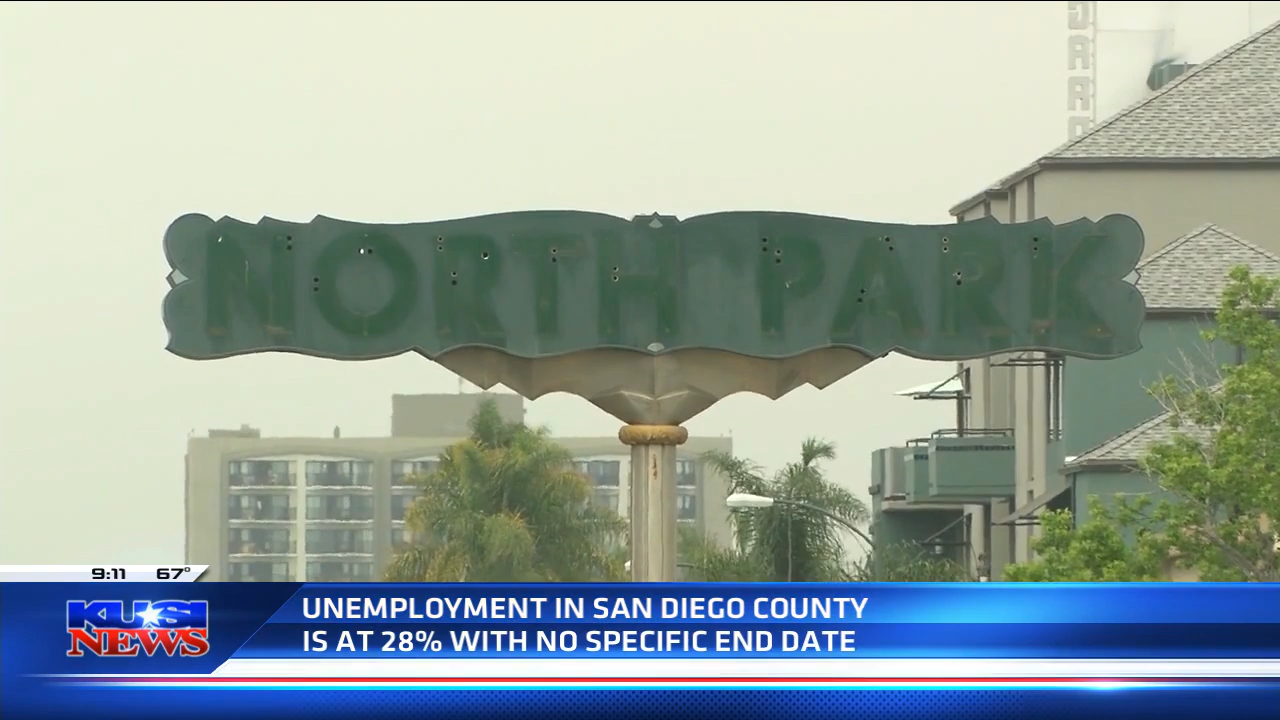 NORTH PARK
9:11 67°
KUSI
NEWS
UNEMPLOYMENT IN SAN DIEGO COUNTY
IS AT 28% WITH NO SPECIFIC END DATE